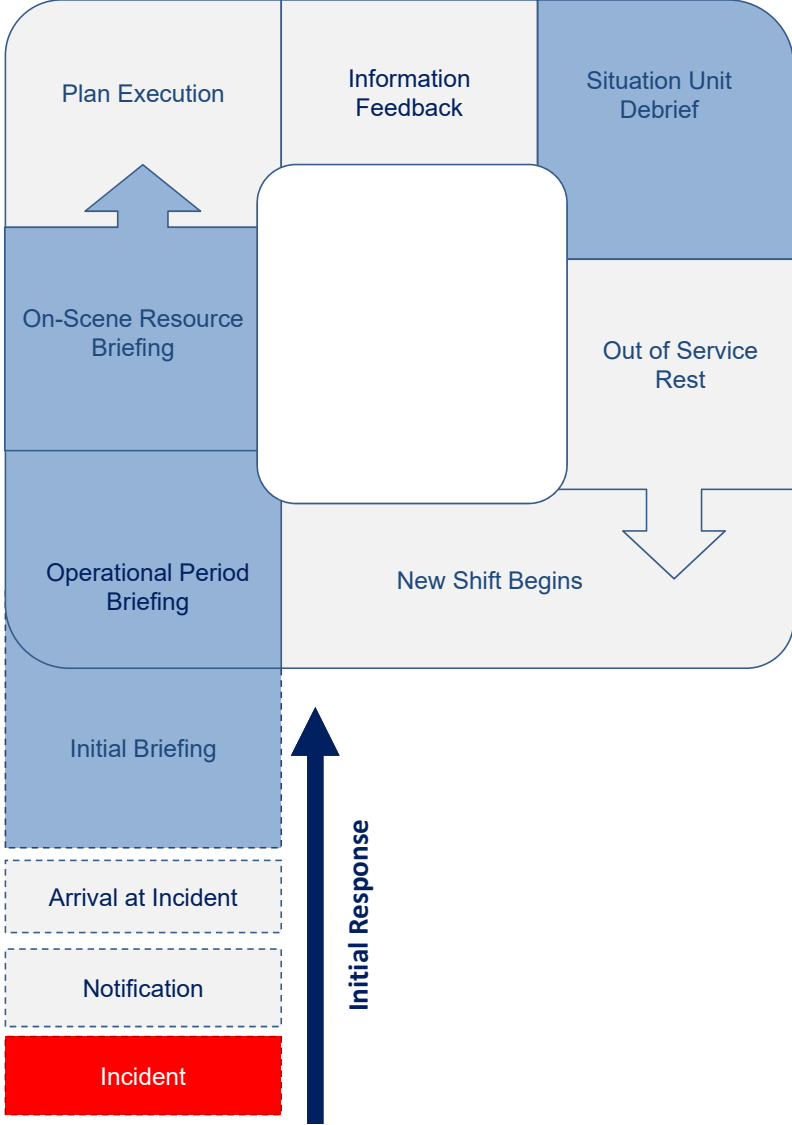 Plan Execution
Information
Feedback
Situation Unit
Debrief
On-Scene Resource
Briefing
Out of Service
Rest
Operational Period
Briefing
New Shift Begins
Initial Briefing
Initial Response
Arrival at Incident
Notification
Incident